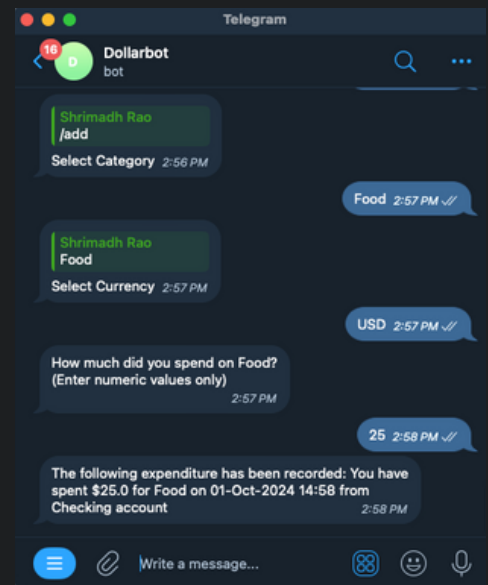 Telegram
16
D
Dollarbot
bot
Shrimadh Rao
/add
Select Category 2:56 PM
Food 2:57 PM
Shrimadh Rao
Food
Select Currency 2:57 PM
USD 2:57 PM
How much did you spend on Food?
(Enter numeric values only)
2:57 PM
25 2:58 PM
The following expenditure has been recorded: You have
spent $25.0 for Food on 01-Oct-2024 14:58 from
Checking account 2:58 PM
Write a message...